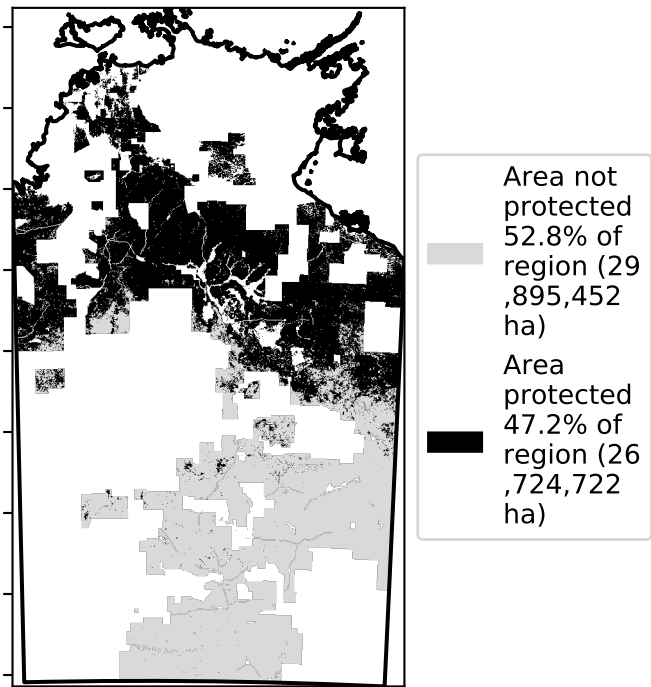 Area not
protected
52.8% of
region (29
,895,452
ha)
Area
protected
47.2% of
region (26
,724,722
ha)